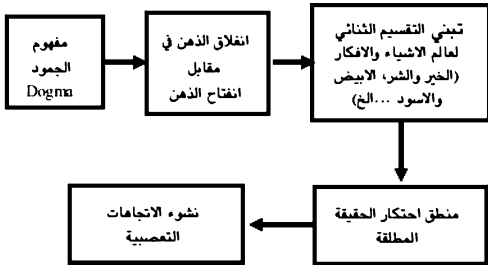 مفهوم
الجمود
Dogma
انغلاق الذهن في
مقابل
انفتاح الذهن
تبني التقسيم الثنائي
لعالم الاشياء والافكار
(الخير والشر، الابيض
والاسود ...الخ)
منطق احتكار الحقيقة
المطلقة
نشوء الاتجاهات
التعصبية